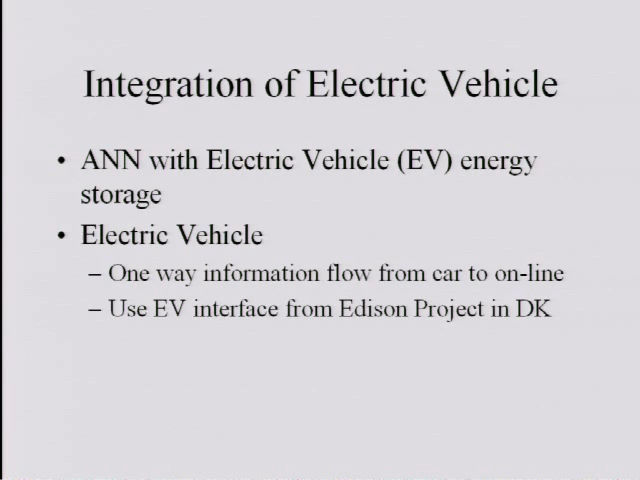 Integration of Electric Vehicle
• ANN with Electric Vehicle (EV) energy
storage
• Electric Vehicle
– One way information flow from car to on-line
– Use EV interface from Edison Project in DK